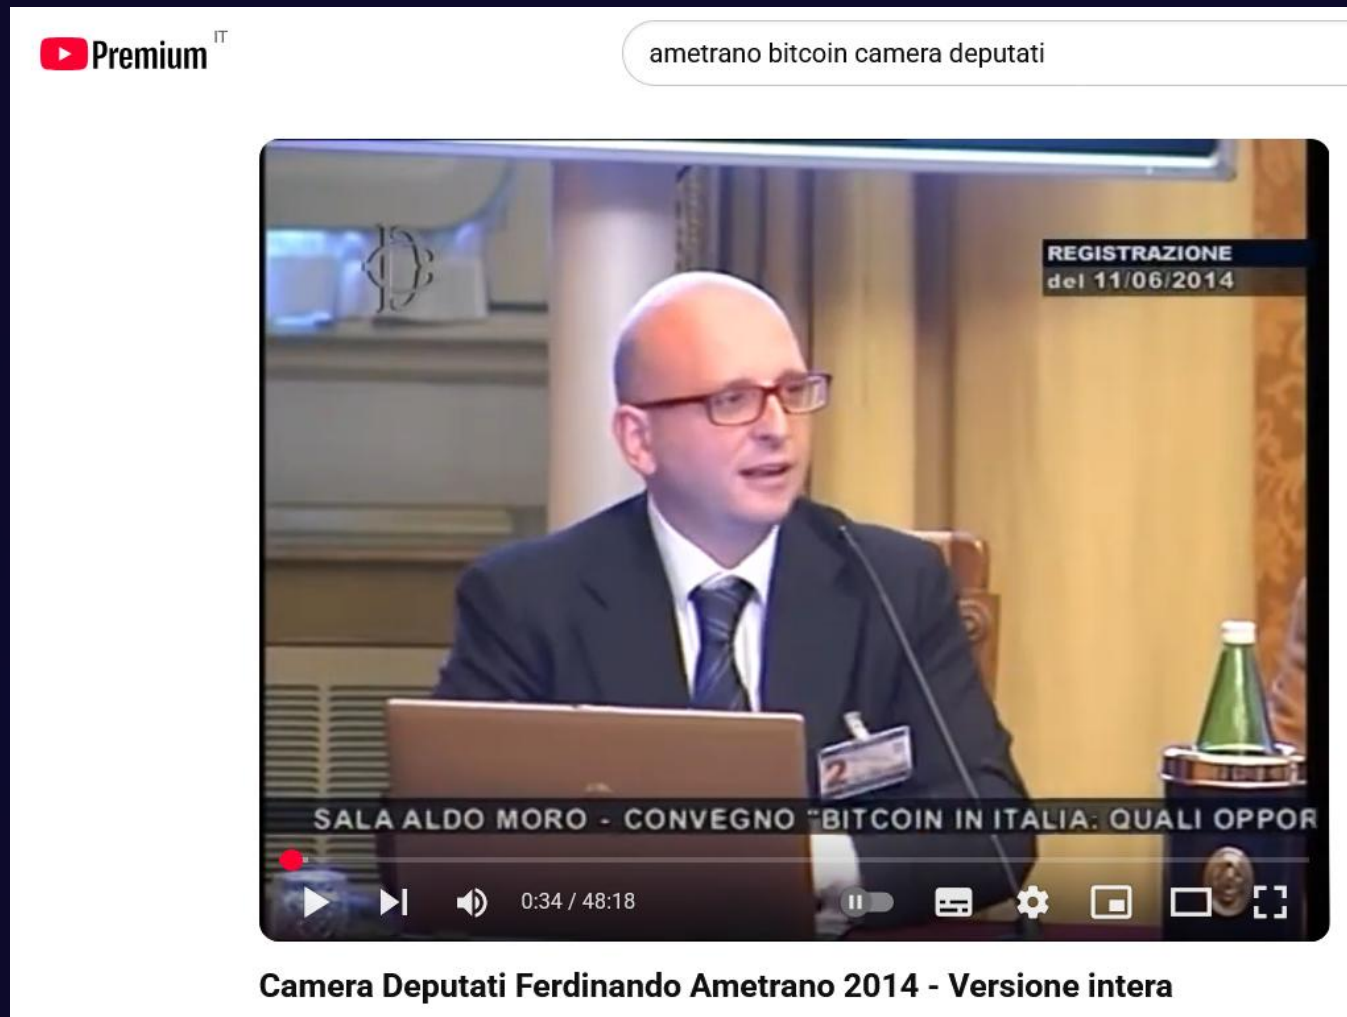 Premium IT
ametrano bitcoin camera deputati
REGISTRAZIONE
del 11/06/2014
2
SALA ALDO MORO - CONVEGNO "BITCOIN IN ITALIA: QUALI OPPOR
0:34 / 48:18
Camera Deputati Ferdinando Ametrano 2014 - Versione intera